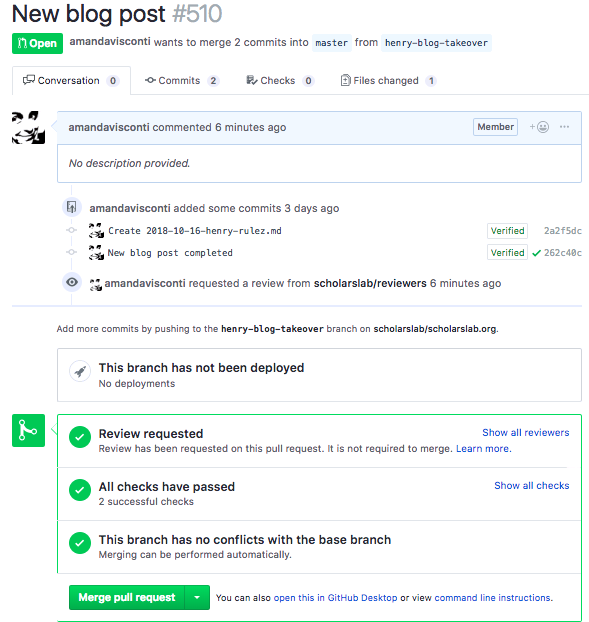 New blog post #510
Open amandavisconti wants to merge 2 commits into master from henry-blog-takeover
Conversation 0 Commits 2 Checks 0 Files changed 1
amandavisconti commented 6 minutes ago Member + ...
No description provided.
amandavisconti added some commits 3 days ago
Create 2018-10-16-henry-rulez.md Verified 2a2f5dc
New blog post completed Verified 262c40c
amandavisconti requested a review from scholarslab/reviewers 6 minutes ago
Add more commits by pushing to the henry-blog-takeover branch on scholarslab/scholarslab.org.
This branch has not been deployed
No deployments
Review requested Show all reviewers
Review has been requested on this pull request. It is not required to merge. Learn more.
All checks have passed Show all checks
2 successful checks
This branch has no conflicts with the base branch
Merging can be performed automatically.
Merge pull request You can also open this in GitHub Desktop or view command line instructions.